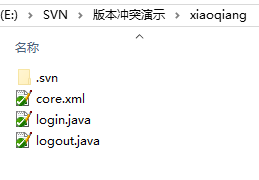 (E:) > SVN > 版本冲突演示 > xiaoqiang
名称
.svn
core.xml
login.java
logout.java